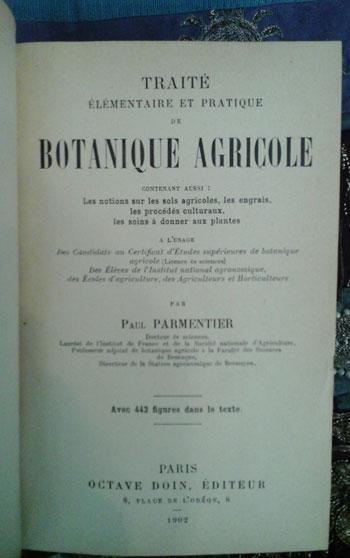 TRAITÉ
ÉLÉMENTAIRE ET PRATIQUE
DE
BOTANIQUE AGRICOLE
CONTENANT AUSSI :
Les notions sur les sols agricoles, les engrais,
les procédés culturaux,
les soins à donner aux plantes
A L'USAGE
Des Candidats au Certificat d'Études supérieures de botanique
agricole (Licence ès sciences)
Des Élèves de l'Institut national agronomique,
des Écoles d'agriculture, des Agriculteurs et Horticulteurs
PAR
PAUL PARMENTIER
Docteur ès sciences,
Lauréat de l'Institut de France et de la Société nationale d'Agriculture,
Professeur adjoint de botanique agricole à la Faculté des Sciences
de Besançon,
Directeur de la Station agronomique de Besançon.
Avec 442 figures dans le texte.
PARIS
OCTAVE DOIN, ÉDITEUR
8, PLACE DE L'ODÉON, 8
1902